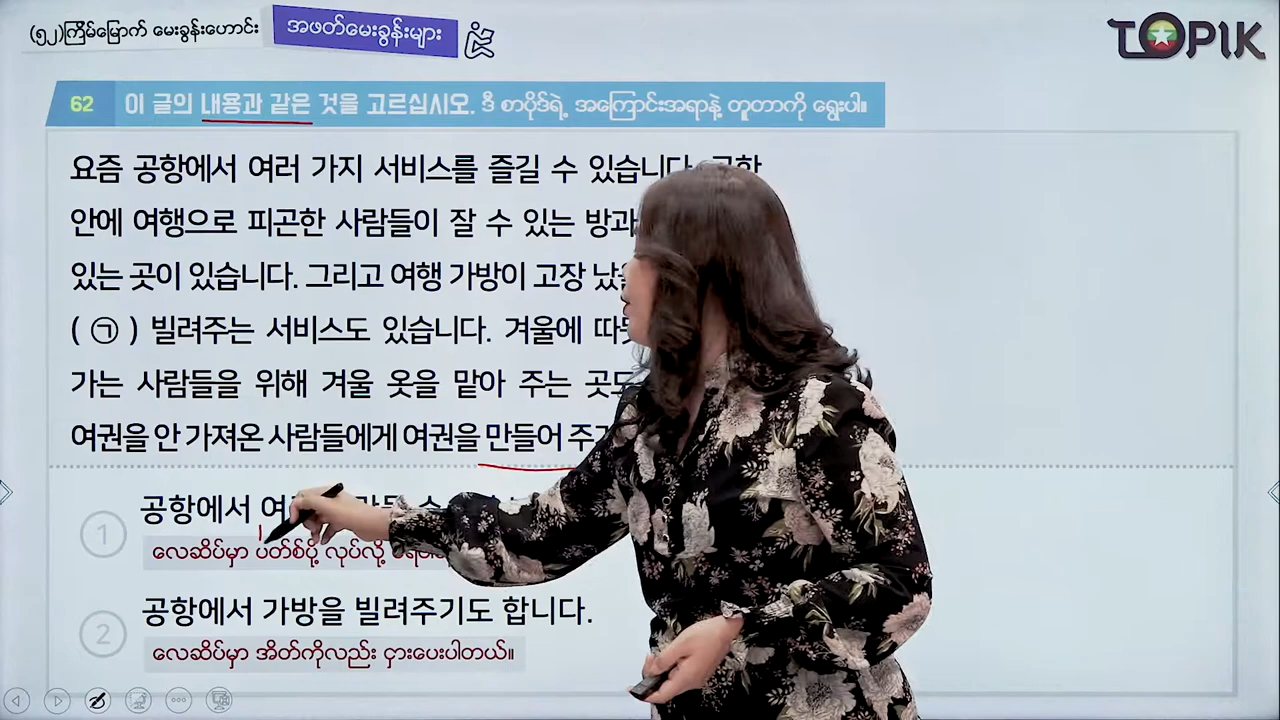 (၅၂)ကြိမ်မြောက် မေးခွန်းဟောင်း
အဖတ်မေးခွန်းများ
TOPIK
62 이 글의 내용과 같은 것을 고르십시오. ဒီ စာပိုဒ်ရဲ့ အကြောင်းအရာနဲ့ တူတာကို ရွေးပါ။
요즘 공항에서 여러 가지 서비스를 즐길 수 있습니다. 공항
안에 여행으로 피곤한 사람들이 잘 수 있는 방과
있는 곳이 있습니다. 그리고 여행 가방이 고장 났을
( ㉠ ) 빌려주는 서비스도 있습니다. 겨울에
가는 사람들을 위해 겨울 옷을 맡아 주는 곳도
여권을 안 가져온 사람들에게 여권을 만들어
1 공항에서
လေဆိပ်မှာ ပတ်စ်ပို့ လုပ်လို့
2 공항에서 가방을 빌려주기도 합니다.
လေဆိပ်မှာ အိတ်ကိုလည်း ငှားပေးပါတယ်။